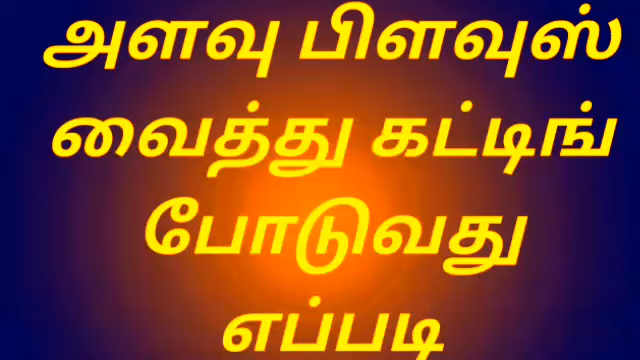 அளவு பிளவுஸ்
வைத்து கட்டிங்
போடுவது
எப்படி